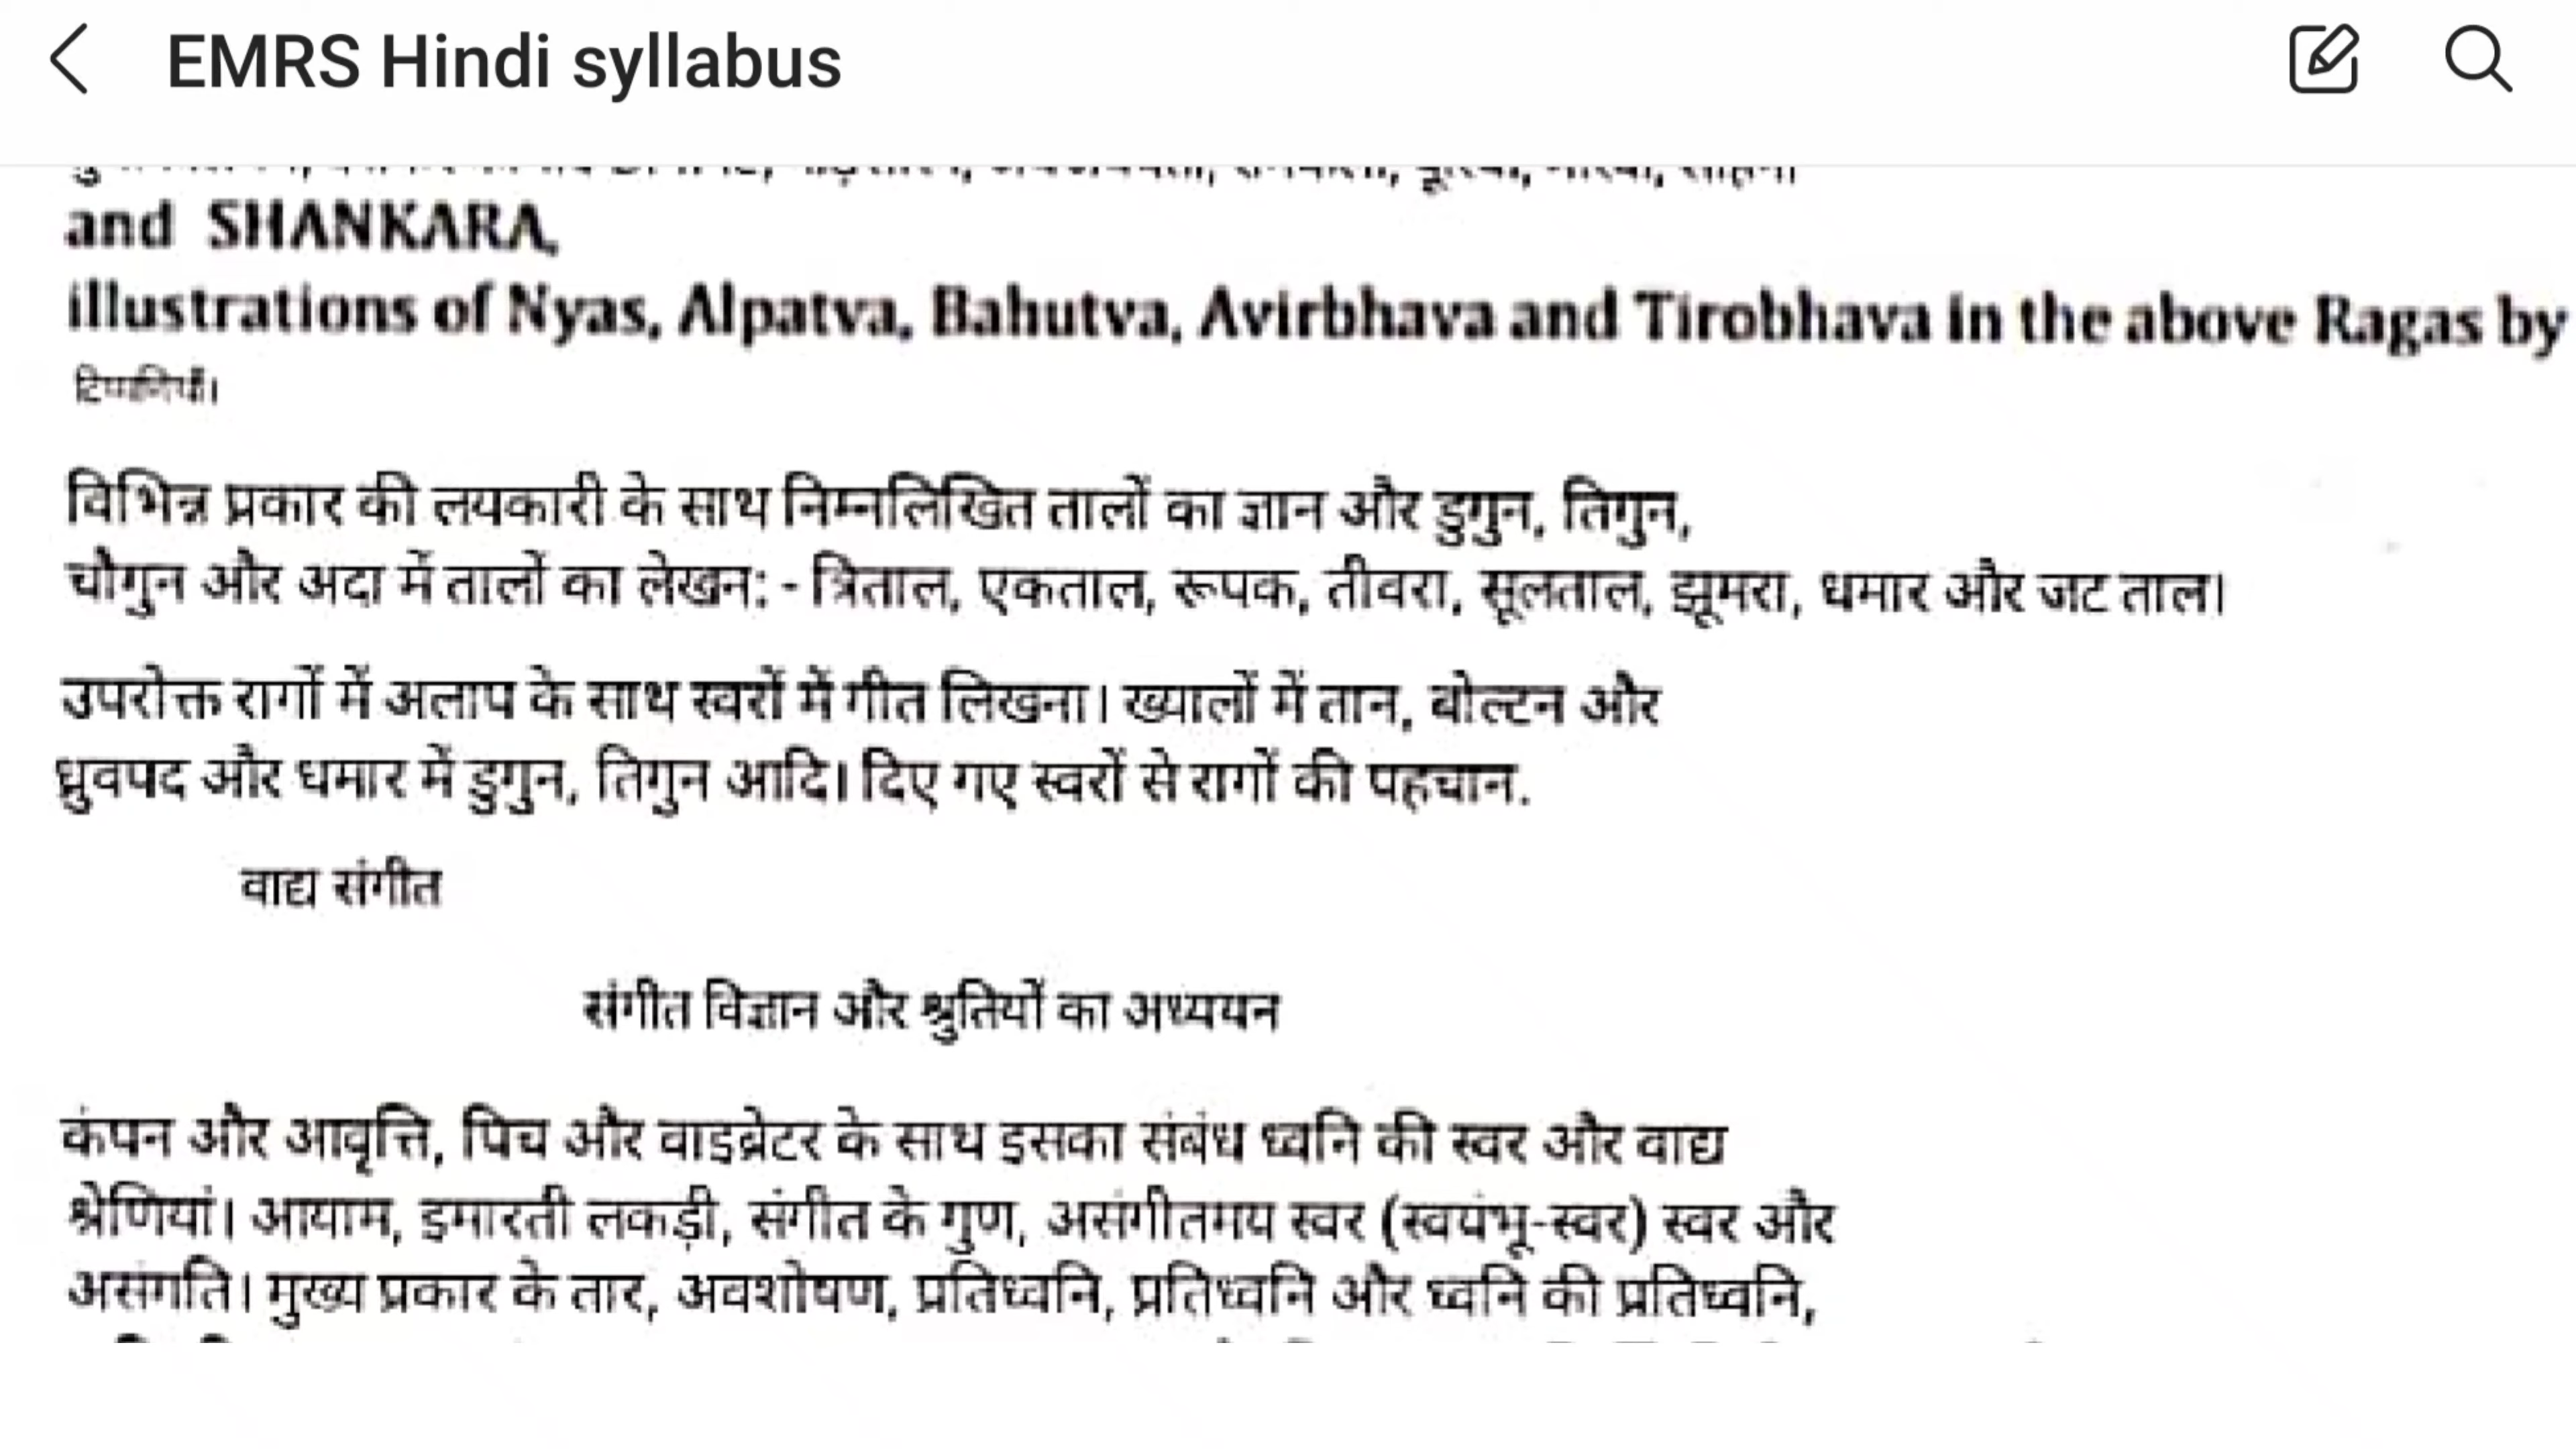 EMRS Hindi syllabus
and SHANKARA,
illustrations of Nyas, Alpatva, Bahutva, Avirbhava and Tirobhava in the above Ragas by
टिप्पणियाँ।
विभिन्न प्रकार की लयकारी के साथ निम्नलिखित तालों का ज्ञान और डुगुन, तिगुन,
चौगुन और अदा में तालों का लेखन: - त्रिताल, एकताल, रूपक, तीवरा, सूलताल, झूमरा, धमार और जट ताल।
उपरोक्त रागों में अलाप के साथ स्वरों में गीत लिखना। ख्यालों में तान, बोल्टन और
ध्रुवपद और धमार में डुगुन, तिगुन आदि। दिए गए स्वरों से रागों की पहचान.
वाद्य संगीत
संगीत विज्ञान और श्रुतियों का अध्ययन
कंपन और आवृत्ति, पिच और वाइब्रेटर के साथ इसका संबंध ध्वनि की स्वर और वाद्य
श्रेणियां। आयाम, इमारती लकड़ी, संगीत के गुण, असंगीतमय स्वर (स्वयंभू-स्वर) स्वर और
असंगति। मुख्य प्रकार के तार, अवशोषण, प्रतिध्वनि, प्रतिध्वनि और ध्वनि की प्रतिध्वनि,